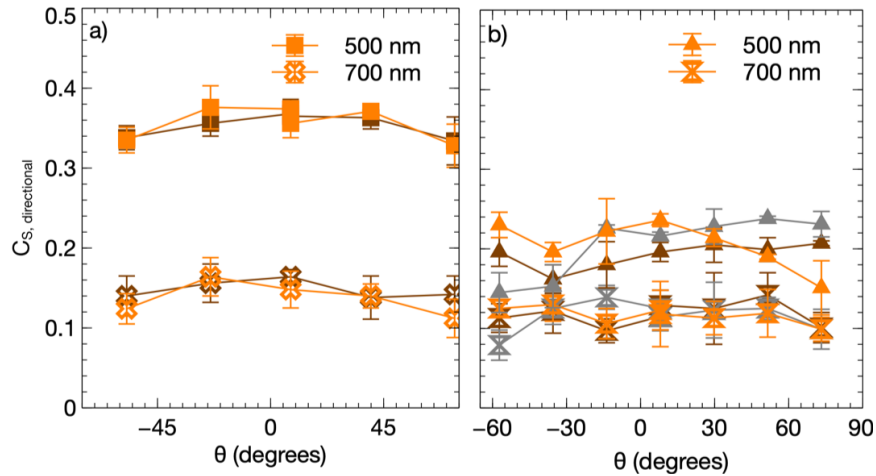 0.5
0.4
0.3
0.2
0.1
0
C_S, directional
a)
500 nm
700 nm
−45
0
45
θ (degrees)
b)
500 nm
700 nm
−60
−30
0
30
60
90
θ (degrees)